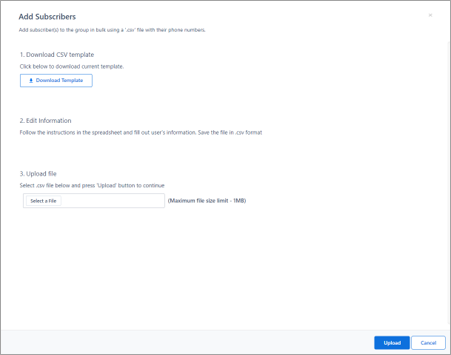 Add Subscribers
Add subscriber(s) to the group in bulk using a '.csv' file with their phone numbers.
1. Download CSV template
Click below to download current template.
Download Template
2. Edit Information
Follow the instructions in the spreadsheet and fill out user's information. Save the file in .csv format
3. Upload file
Select .csv file below and press 'Upload' button to continue
Select a File (Maximum file size limit - 1MB)
Upload Cancel